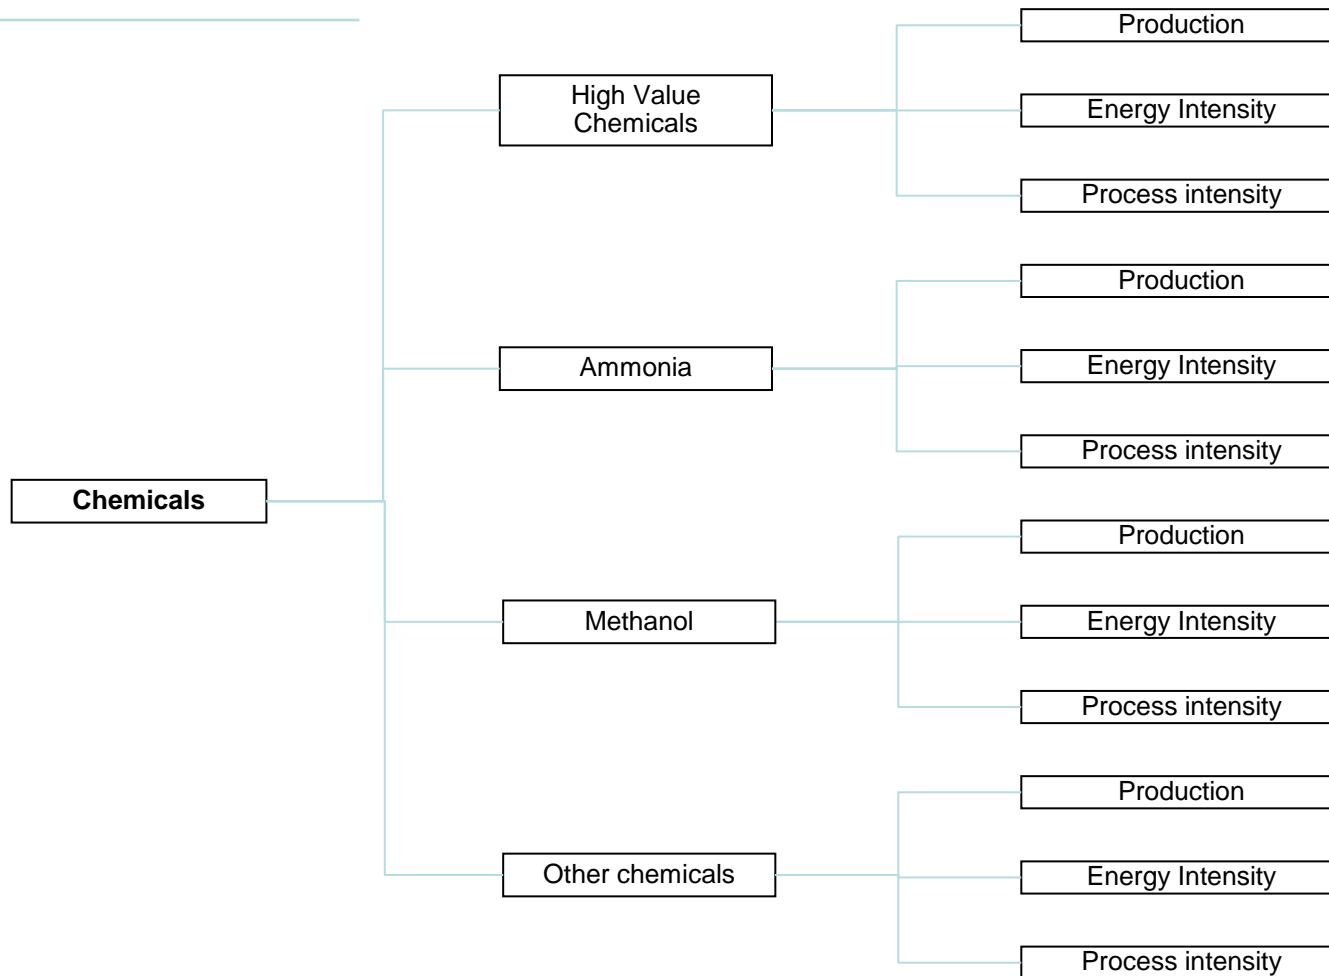 Production
High Value
Chemicals
Energy Intensity
Process intensity
Production
Ammonia
Energy Intensity
Process intensity
Chemicals
Production
Methanol
Energy Intensity
Process intensity
Production
Other chemicals
Energy Intensity
Process intensity